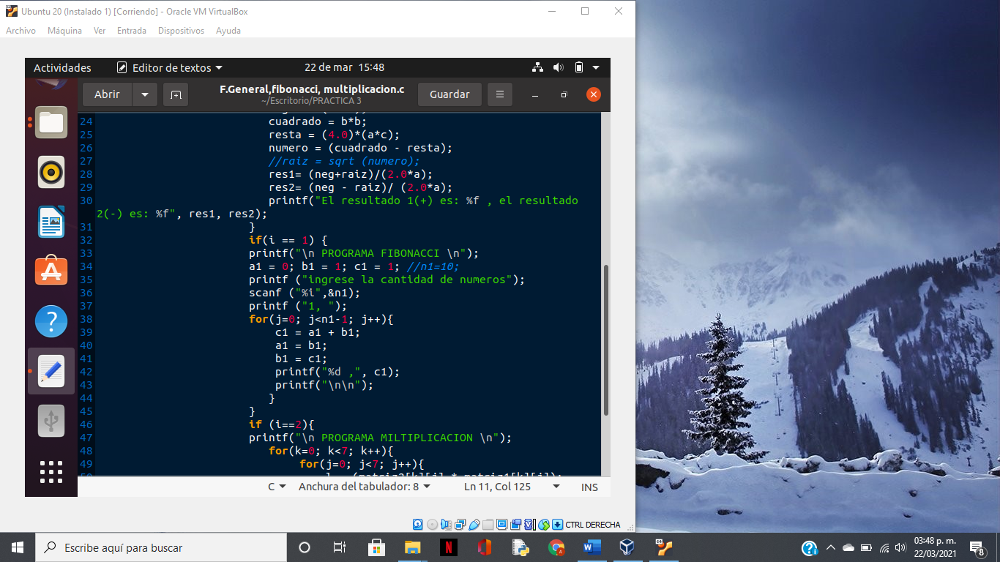 Ubuntu 20 (Instalado 1) [Corriendo] - Oracle VM VirtualBox
Archivo Máquina Ver Entrada Dispositivos Ayuda
Actividades Editor de textos 22 de mar 15:48
Abrir F.General,fibonacci, multiplicacion.c Guardar
~/Escritorio/PRACTICA 3
24 cuadrado = b*b;
25 resta = (4.0)*(a*c);
26 numero = (cuadrado - resta);
27 //raiz = sqrt (numero);
28 res1= (neg+raiz)/(2.0*a);
29 res2= (neg - raiz)/ (2.0*a);
30 printf("El resultado 1(+) es: %f , el resultado
2(-) es: %f", res1, res2);
31 }
32 if(i == 1) {
33 printf("\n PROGRAMA FIBONACCI \n");
34 a1 = 0; b1 = 1; c1 = 1; //n1=10;
35 printf ("ingrese la cantidad de numeros");
36 scanf ("%i",&n1);
37 printf ("1, ");
38 for(j=0; j<n1-1; j++){
39 c1 = a1 + b1;
40 a1 = b1;
41 b1 = c1;
42 printf("%d ,", c1);
43 printf("\n\n");
44 }
45 }
46 if (i==2){
47 printf("\n PROGRAMA MILTIPLICACION \n");
48 for(k=0; k<7; k++){
49 for(j=0; j<7; j++){
C Anchura del tabulador: 8 Ln 11, Col 125 INS
CTRL DERECHA
Escribe aquí para buscar
03:48 p. m.
22/03/2021
8